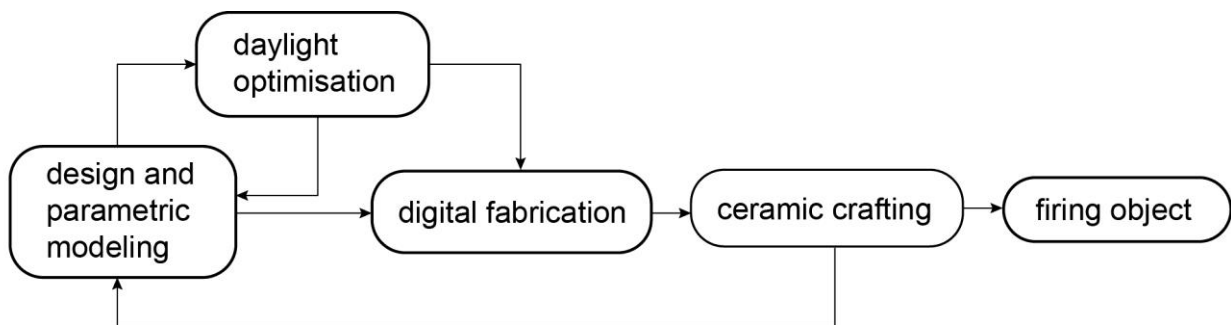 daylight
optimisation
design and
parametric
modeling
digital fabrication
ceramic crafting
firing object